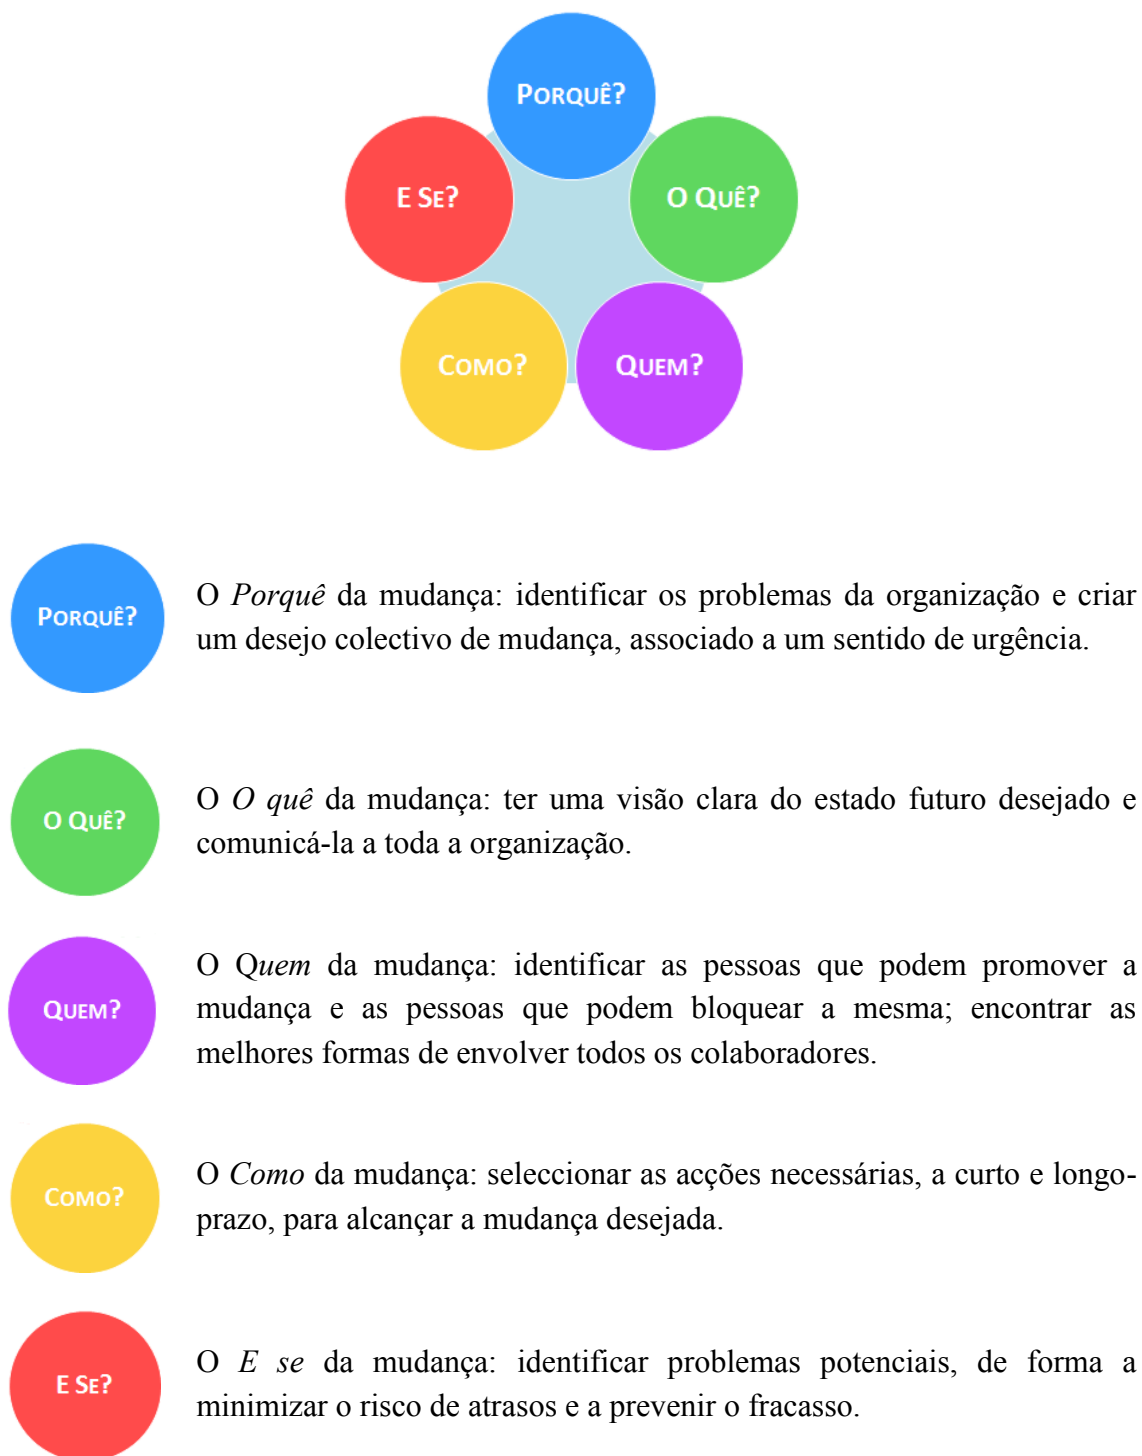 PORQUÊ?
E SE?
O QUÊ?
COMO?
QUEM?
PORQUÊ?
O Porquê da mudança: identificar os problemas da organização e criar
um desejo colectivo de mudança, associado a um sentido de urgência.
O QUÊ?
O O quê da mudança: ter uma visão clara do estado futuro desejado e
comunicá-la a toda a organização.
QUEM?
O Quem da mudança: identificar as pessoas que podem promover a
mudança e as pessoas que podem bloquear a mesma; encontrar as
melhores formas de envolver todos os colaboradores.
COMO?
O Como da mudança: seleccionar as acções necessárias, a curto e longo-
prazo, para alcançar a mudança desejada.
E SE?
O E se da mudança: identificar problemas potenciais, de forma a
minimizar o risco de atrasos e a prevenir o fracasso.